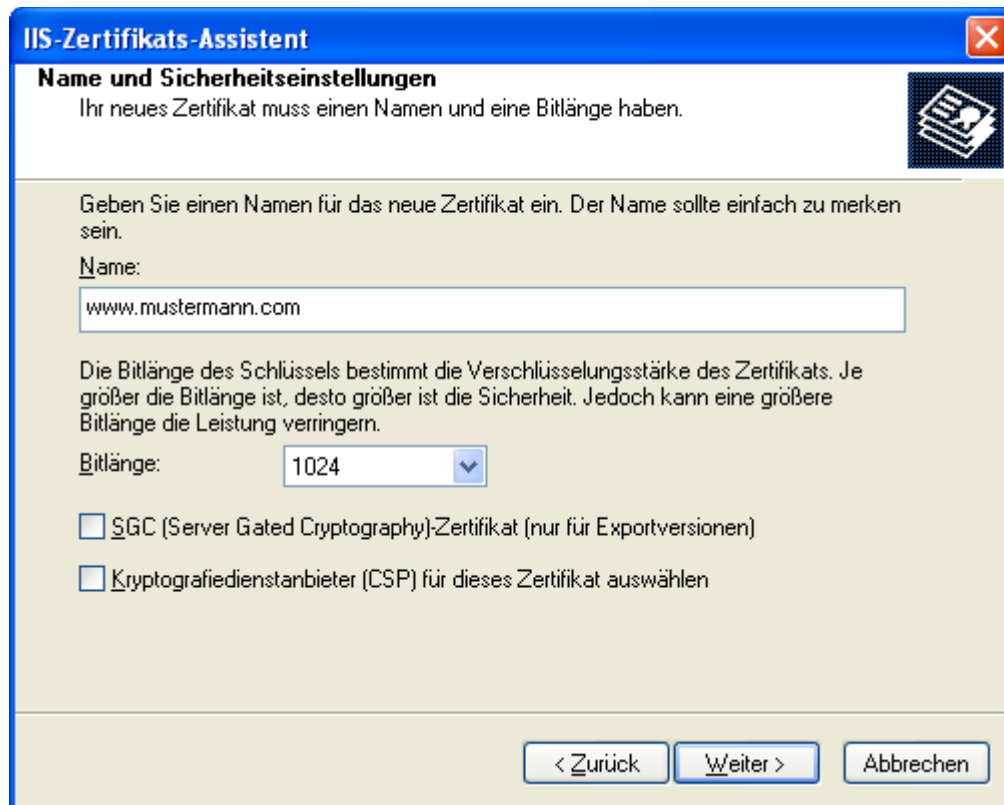 IIS-Zertifikats-Assistent
Name und Sicherheitseinstellungen
Ihr neues Zertifikat muss einen Namen und eine Bitlänge haben.
Geben Sie einen Namen für das neue Zertifikat ein. Der Name sollte einfach zu merken
sein.
Name:
www.mustermann.com
Die Bitlänge des Schlüssels bestimmt die Verschlüsselungsstärke des Zertifikats. Je
größer die Bitlänge ist, desto größer ist die Sicherheit. Jedoch kann eine größere
Bitlänge die Leistung verringern.
Bitlänge: 1024
SGC (Server Gated Cryptography)-Zertifikat (nur für Exportversionen)
Kryptografiedienstanbieter (CSP) für dieses Zertifikat auswählen
< Zurück Weiter > Abbrechen